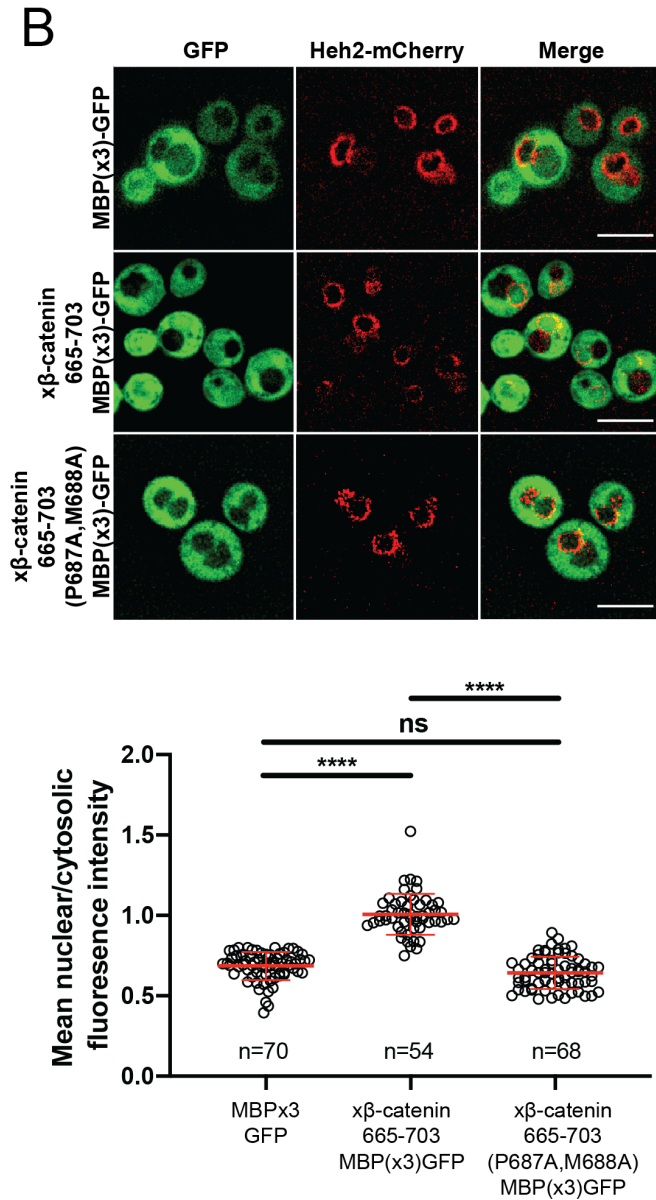 B
GFP Heh2-mCherry Merge
MBP(x3)-GFP
xβ-catenin
665-703
MBP(x3)-GFP
xβ-catenin
665-703
(P687A,M688A)
MBP(x3)-GFP
****
ns
****
Mean nuclear/cytosolic
fluoresence intensity
2.0
1.5
1.0
0.5
0.0
n=70 n=54 n=68
MBPx3
GFP
xβ-catenin
665-703
MBP(x3)GFP
xβ-catenin
665-703
(P687A,M688A)
MBP(x3)GFP